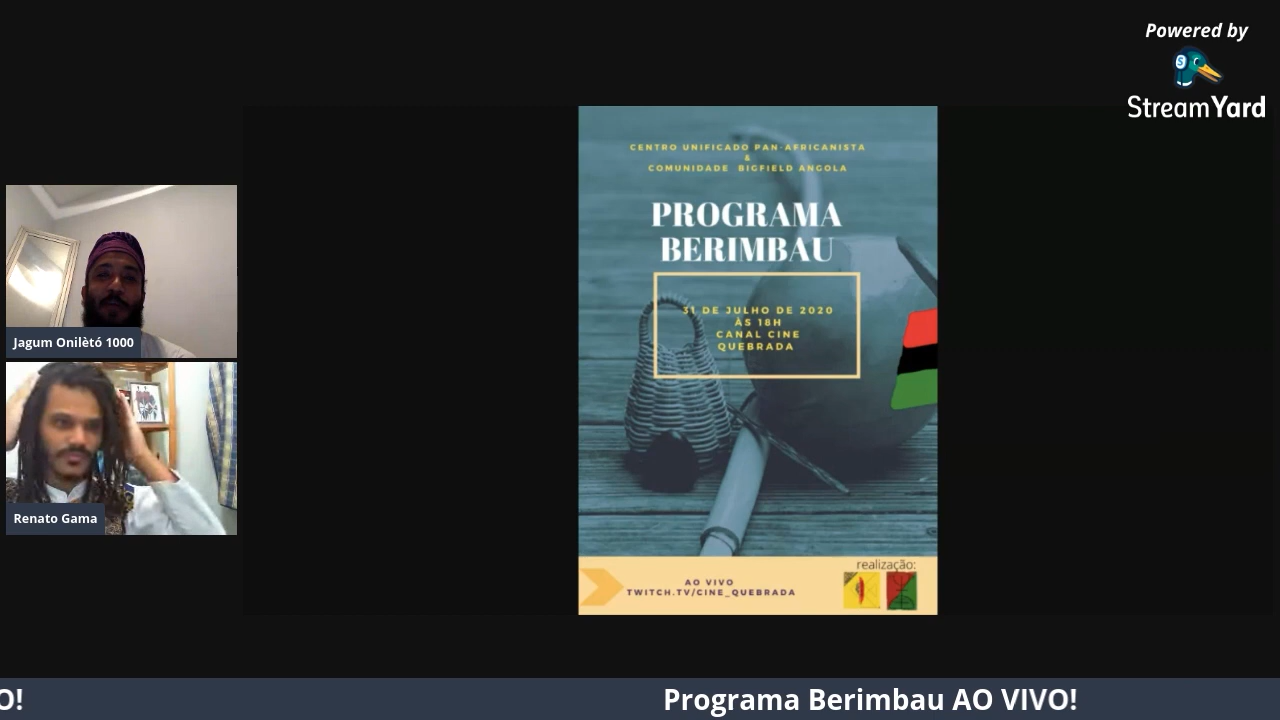 Powered by
StreamYard
CENTRO UNIFICADO PAN-AFRICANISTA
&
COMUNIDADE BIGFIELD ANGOLA
PROGRAMA
BERIMBAU
31 DE JULHO DE 2020
ÀS 18H
CANAL CINE
QUEBRADA
realização:
AO VIVO
TWITCH.TV/CINE_QUEBRADA
Jagum Onilètó 1000
Renato Gama
O!
Programa Berimbau AO VIVO!